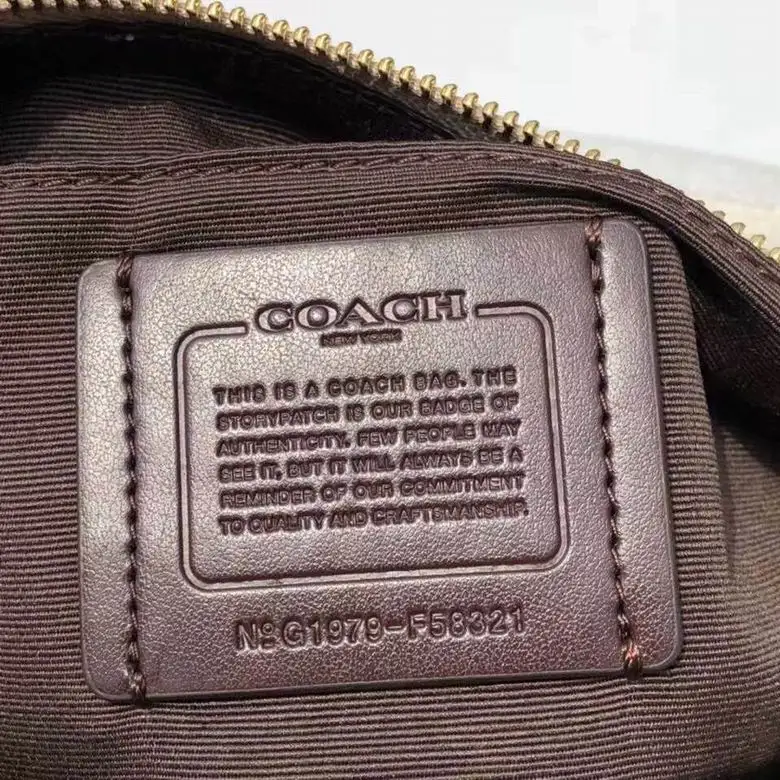 COACH
NEW YORK
THIS IS A COACH BAG. THE
STORYPATCH IS OUR BADGE OF
AUTHENTICITY. FEW PEOPLE MAY
SEE IT, BUT IT WILL ALWAYS BE A
REMINDER OF OUR COMMITMENT
TO QUALITY AND CRAFTSMANSHIP.
Nº G1979-F58321